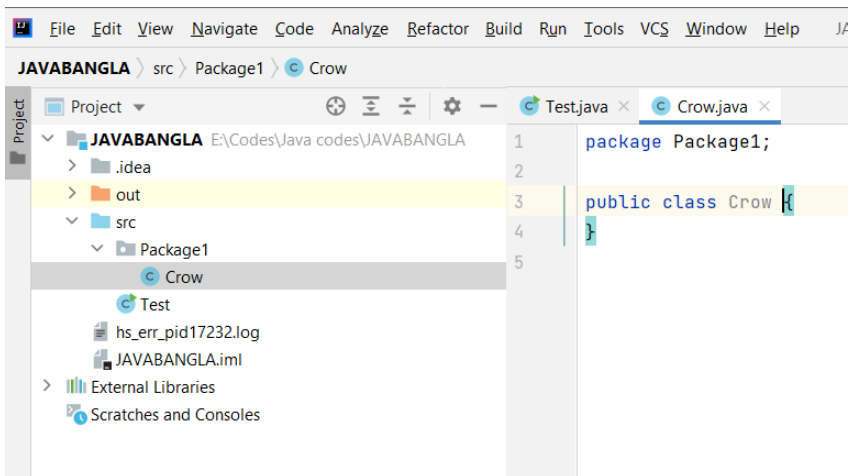 File Edit View Navigate Code Analyze Refactor Build Run Tools VCS Window Help JA
JAVABANGLA src Package1 Crow
Project
Project
Test.java
Crow.java
JAVABANGLA E:\Codes\Java codes\JAVABANGLA
.idea
out
src
Package1
Crow
Test
hs_err_pid17232.log
JAVABANGLA.iml
External Libraries
Scratches and Consoles
1 package Package1;
2
3 public class Crow {
4 }
5